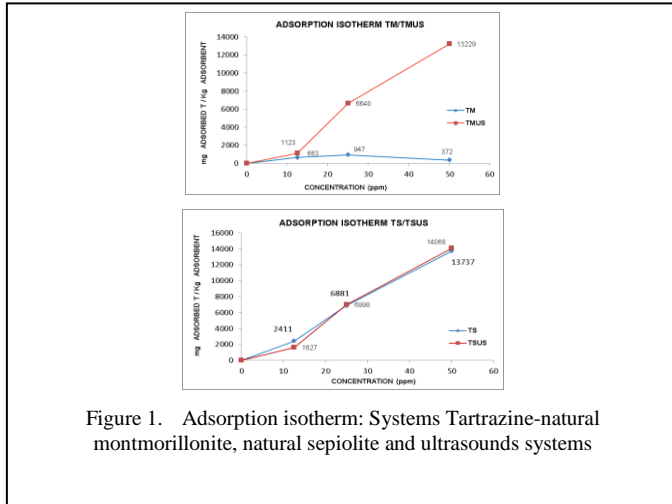 ADSORPTION ISOTHERM TM/TMUS
mg ADSORBED T / Kg ADSORBENT
14000
12000
10000
8000
6000
4000
2000
0
13229
6640
1123
663
947
372
TM
TMUS
0 10 20 30 40 50 60
CONCENTRATION (ppm)
ADSORPTION ISOTHERM TS/TSUS
mg ADSORBED T / Kg ADSORBENT
16000
14000
12000
10000
8000
6000
4000
2000
0
14068
13737
6881
6998
2411
1627
TS
TSUS
0 10 20 30 40 50 60
CONCENTRATION (ppm)
Figure 1. Adsorption isotherm: Systems Tartrazine-natural
montmorillonite, natural sepiolite and ultrasounds systems